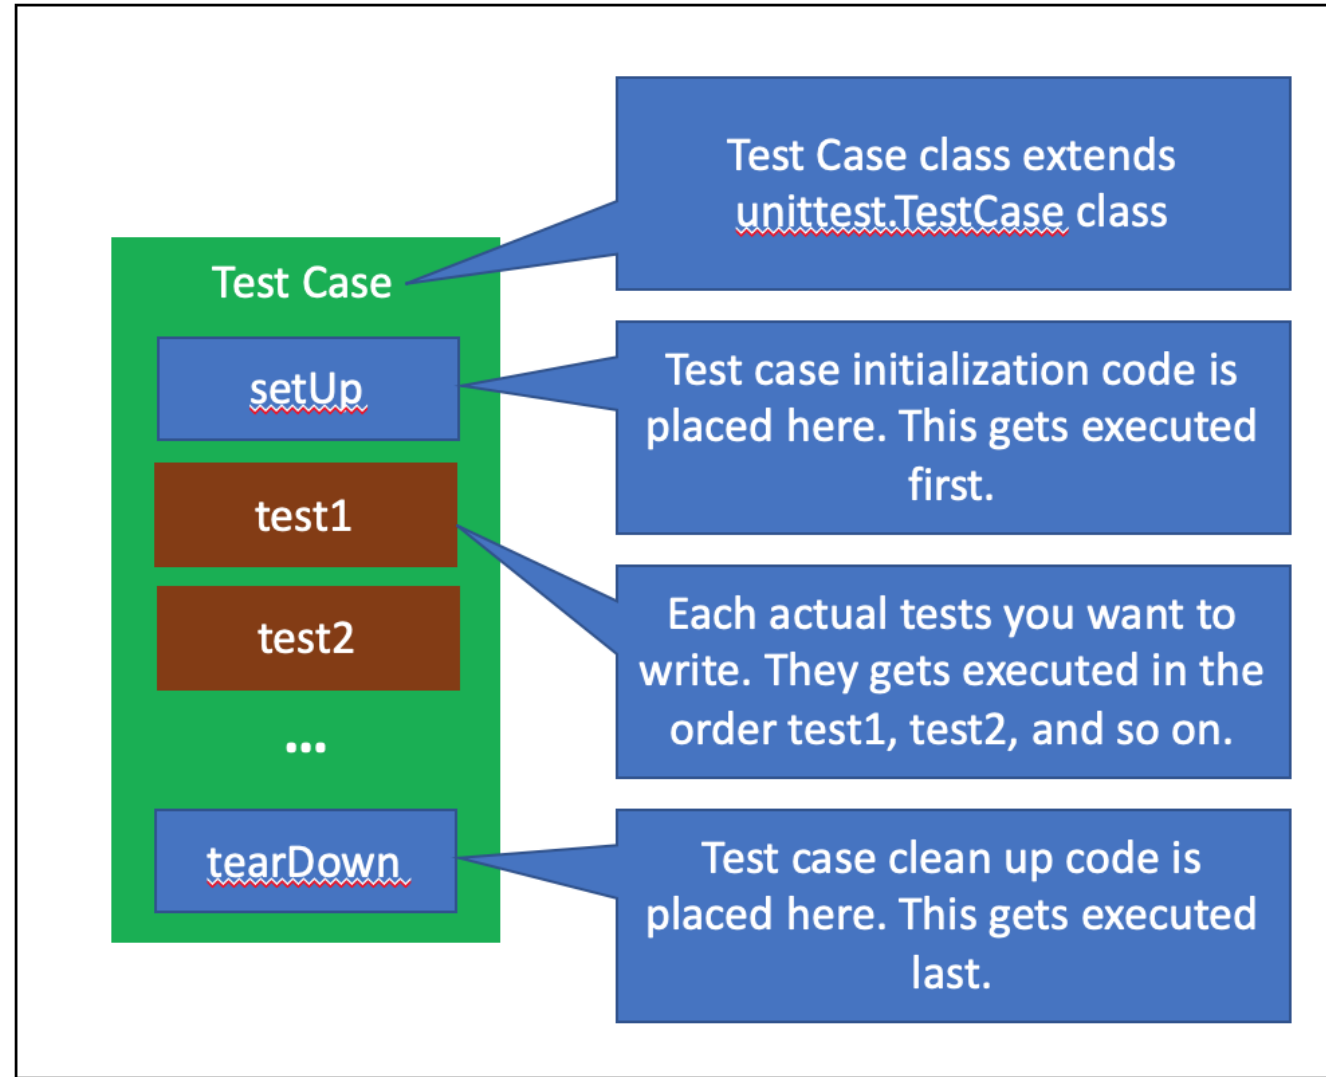 Test Case class extends
unittest.TestCase class
Test Case
setUp
Test case initialization code is
placed here. This gets executed
first.
test1
Each actual tests you want to
write. They gets executed in the
order test1, test2, and so on.
test2
...
tearDown
Test case clean up code is
placed here. This gets executed
last.